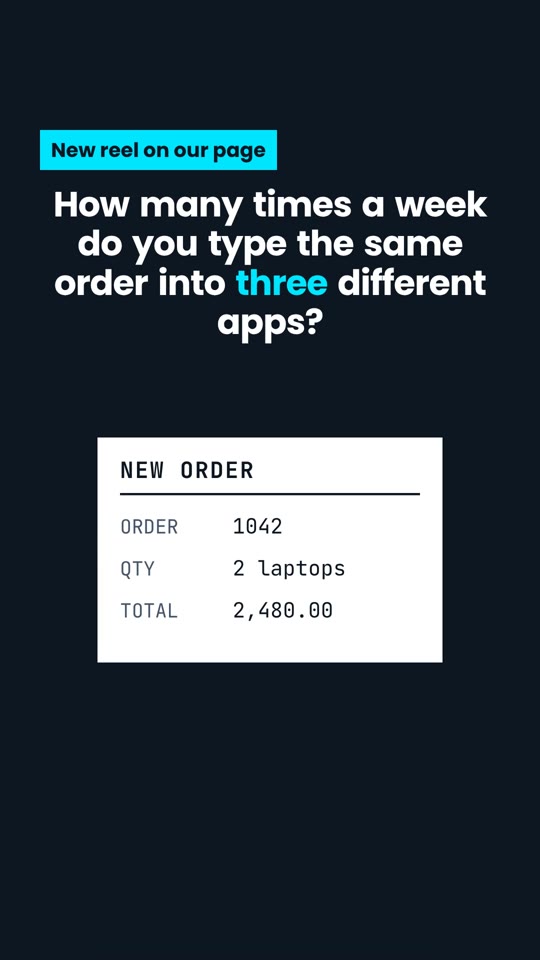 New reel on our page
How many times a week
do you type the same
order into three different
apps?
NEW ORDER
ORDER 1042
QTY 2 laptops
TOTAL 2,480.00